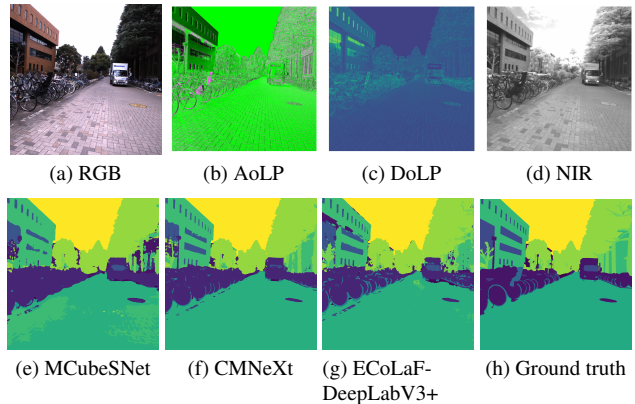 (a) RGB
(b) AoLP
(c) DoLP
(d) NIR
(e) MCubeSNet
(f) CMNeXt
(g) ECoLaF-
DeepLabV3+
(h) Ground truth